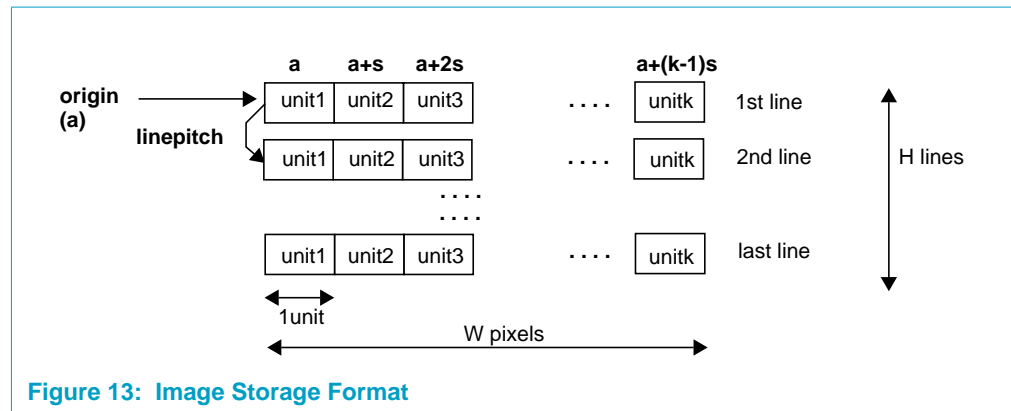 a a+s a+2s a+(k-1)s
origin
(a)
unit1 unit2 unit3 .... unitk 1st line
linepitch
unit1 unit2 unit3 .... unitk 2nd line
H lines
....
....
unit1 unit2 unit3 .... unitk last line
1unit
W pixels
Figure 13: Image Storage Format